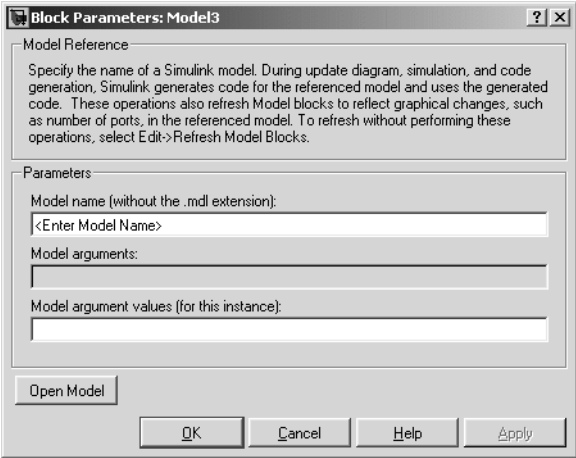 Block Parameters: Model3
Model Reference
Specify the name of a Simulink model. During update diagram, simulation, and code
generation, Simulink generates code for the referenced model and uses the generated
code.  These operations also refresh Model blocks to reflect graphical changes, such
as number of ports, in the referenced model. To refresh without performing these
operations, select Edit->Refresh Model Blocks.
Parameters
Model name (without the .mdl extension):
<Enter Model Name>
Model arguments:
Model argument values (for this instance):
Open Model
OK Cancel Help Apply